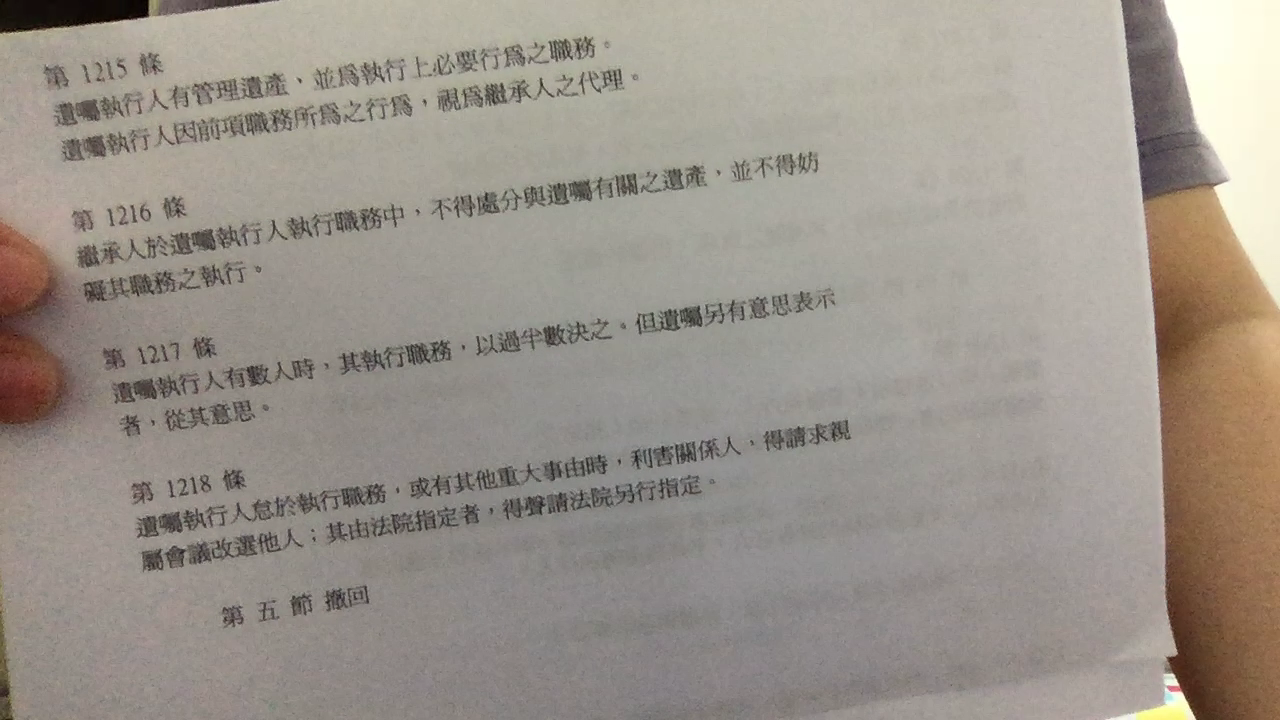 第 1215 條
遺囑執行人有管理遺產、並為執行上必要行為之職務。
遺囑執行人因前項職務所為之行為，視為繼承人之代理。
第 1216 條
繼承人於遺囑執行人執行職務中，不得處分與遺囑有關之遺產，並不得妨
礙其職務之執行。
第 1217 條
遺囑執行人有數人時，其執行職務，以過半數決之。但遺囑另有意思表示
者，從其意思。
第 1218 條
遺囑執行人怠於執行職務，或有其他重大事由時，利害關係人，得請求親
屬會議改選他人；其由法院指定者，得聲請法院另行指定。
第 五 節 撤回